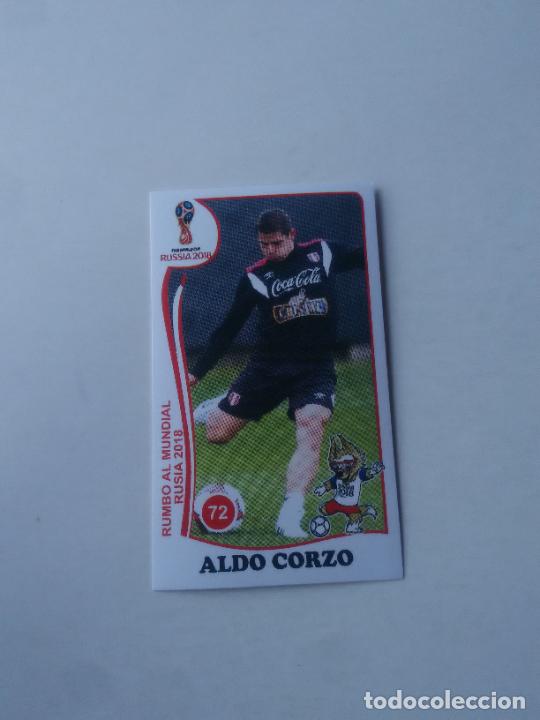 FIFA WORLD CUP
RUSSIA 2018
Coca-Cola
Cristal
RUMBO AL MUNDIAL
RUSIA 2018
72
ALDO CORZO
todocoleccion